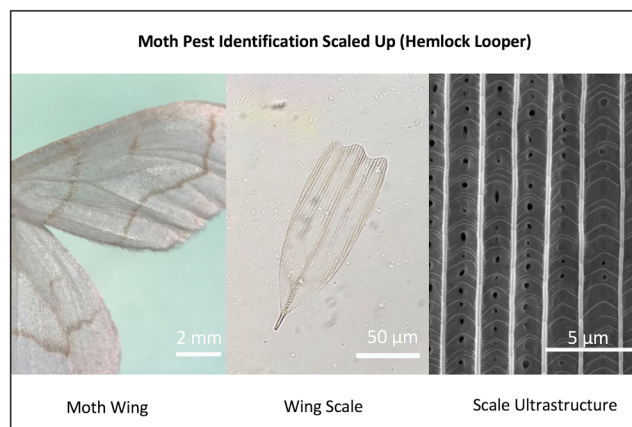 Moth Pest Identification Scaled Up (Hemlock Looper)
2 mm
50 μm
5 μm
Moth Wing
Wing Scale
Scale Ultrastructure